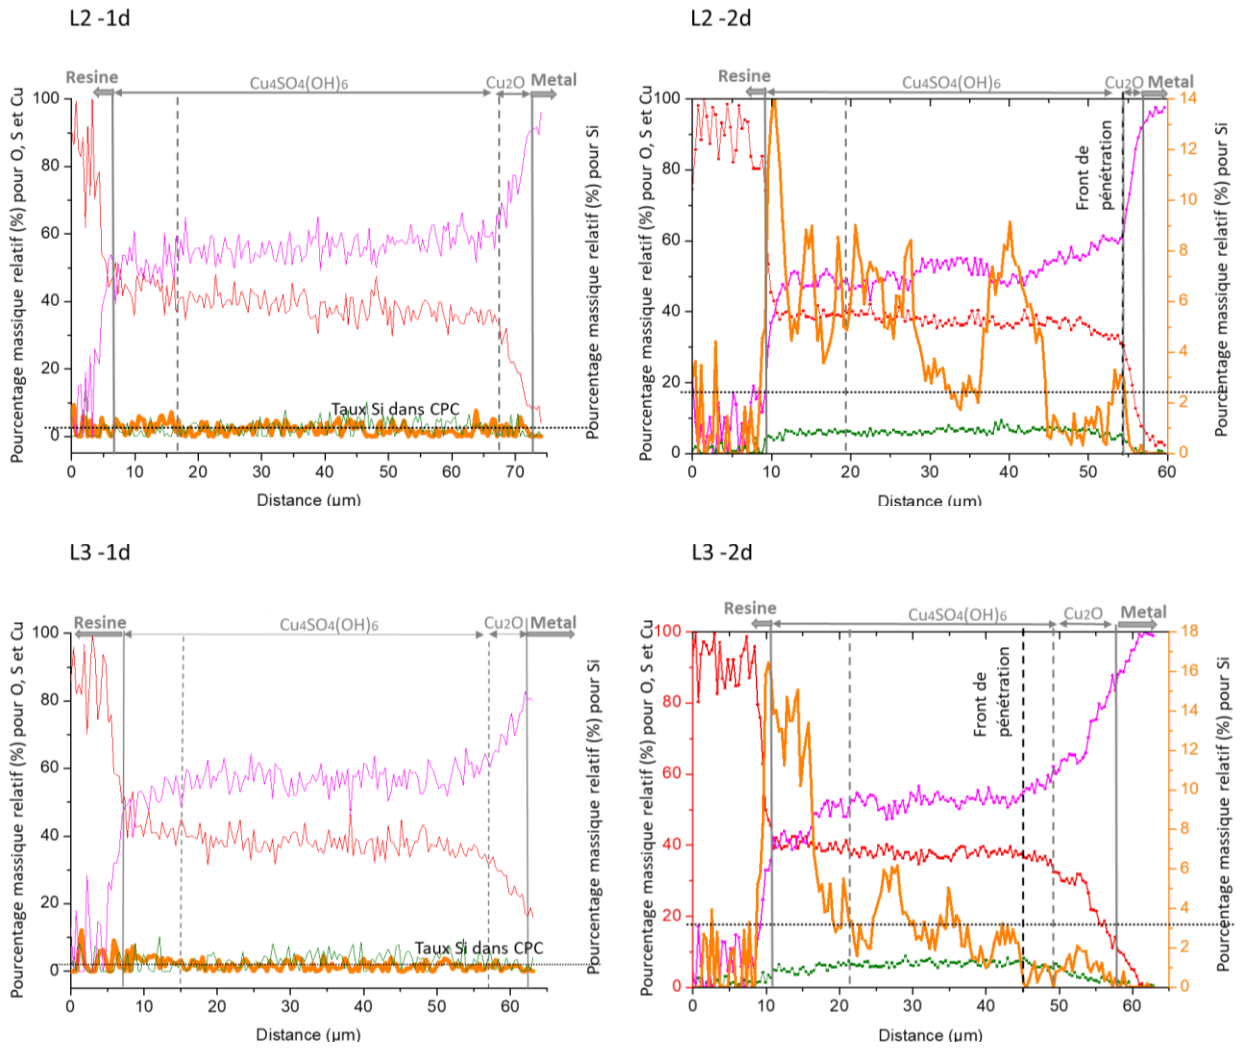 L2 -1d
Resine
Cu4SO4(OH)6
Cu2O
Metal
Pourcentage massique relatif (%) pour O, S et Cu
100
80
60
40
20
0
Taux Si dans CPC
Pourcentage massique relatif (%) pour Si
0 10 20 30 40 50 60 70
Distance (µm)
L2 -2d
Resine
Cu4SO4(OH)6
Cu2O
Metal
Pourcentage massique relatif (%) pour O, S et Cu
100
80
60
40
20
0
Front de
pénétration
14
12
10
8
6
4
2
0
Pourcentage massique relatif (%) pour Si
0 10 20 30 40 50 60
Distance (µm)
L3 -1d
Resine
Cu4SO4(OH)6
Cu2O
Metal
Pourcentage massique relatif (%) pour O, S et Cu
100
80
60
40
20
0
Taux Si dans CPC
Pourcentage massique relatif (%) pour Si
0 10 20 30 40 50 60
Distance (µm)
L3 -2d
Resine
Cu4SO4(OH)6
Cu2O
Metal
Pourcentage massique relatif (%) pour O, S et Cu
100
80
60
40
20
0
Front de
pénétration
18
16
14
12
10
8
6
4
2
0
Pourcentage massique relatif (%) pour Si
0 10 20 30 40 50 60
Distance (µm)